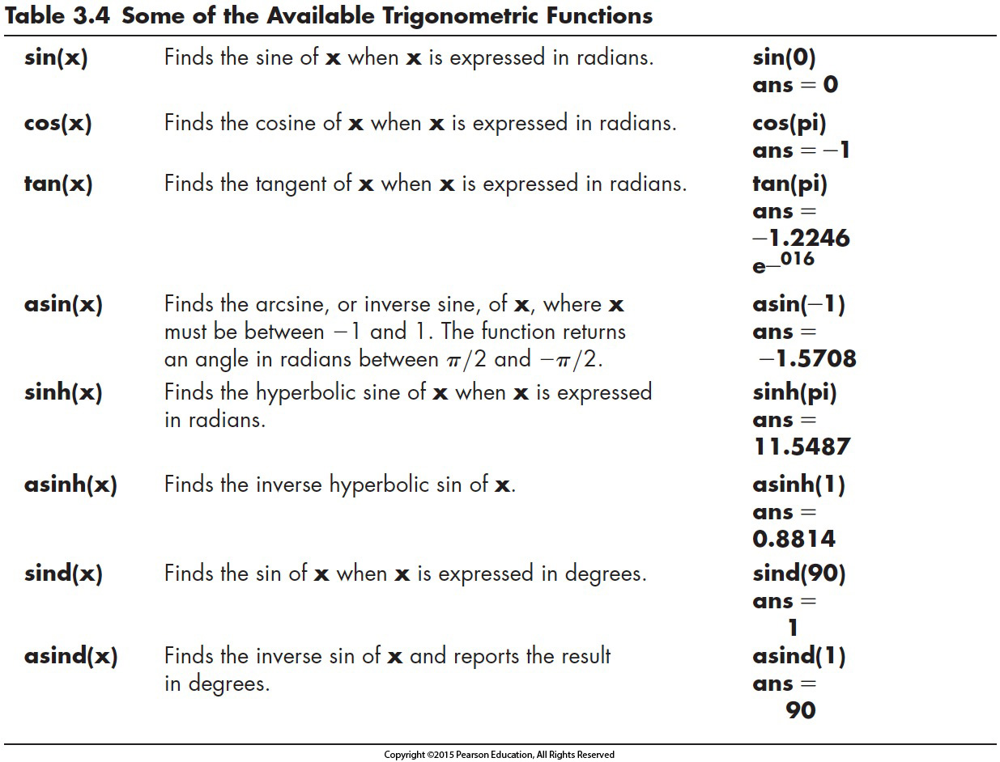 Table 3.4 Some of the Available Trigonometric Functions
sin(x) Finds the sine of x when x is expressed in radians. sin(0)
ans = 0
cos(x) Finds the cosine of x when x is expressed in radians. cos(pi)
ans = −1
tan(x) Finds the tangent of x when x is expressed in radians. tan(pi)
ans =
−1.2246
e−016
asin(x) Finds the arcsine, or inverse sine, of x, where x asin(−1)
must be between −1 and 1. The function returns ans =
an angle in radians between π/2 and −π/2. −1.5708
sinh(x) Finds the hyperbolic sine of x when x is expressed sinh(pi)
in radians. ans =
11.5487
asinh(x) Finds the inverse hyperbolic sin of x. asinh(1)
ans =
0.8814
sind(x) Finds the sin of x when x is expressed in degrees. sind(90)
ans =
1
asind(x) Finds the inverse sin of x and reports the result asind(1)
in degrees. ans =
90
Copyright ©2015 Pearson Education, All Rights Reserved